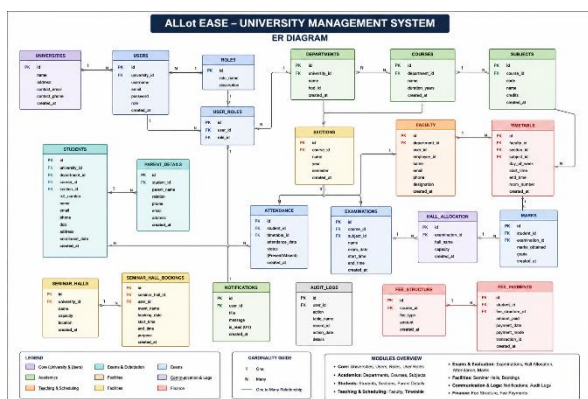 ALLot EASE – UNIVERSITY MANAGEMENT SYSTEM
ER DIAGRAM
UNIVERSITIES
PK id
name
address
contact_email
contact_phone
created_at
USERS
PK id
FK university_id
username
email
password
role
created_at
ROLES
PK id
role_name
description
USER_ROLES
PK id
FK user_id
FK role_id
DEPARTMENTS
PK id
FK university_id
name
hod_id
created_at
COURSES
PK id
FK department_id
name
duration_years
created_at
SUBJECTS
PK id
FK course_id
code
name
credits
created_at
SECTIONS
PK id
FK course_id
name
year
semester
created_at
FACULTY
PK id
FK department_id
FK user_id
employee_id
name
email
phone
designation
created_at
TIMETABLE
PK id
FK faculty_id
FK section_id
FK subject_id
day_of_week
start_time
end_time
room_number
created_at
STUDENTS
id
university_id
department_id
course_id
section_id
name
email
phone
address
created_at
PARENT_DETAILS
PK id
FK student_id
parent_name
relation
phone
email
address
created_at
ATTENDANCE
PK id
FK student_id
FK timetable_id
attendance_date
status
(Present/Absent)
created_at
EXAMINATIONS
PK id
FK course_id
FK subject_id
name
exam_date
start_time
end_time
created_at
HALL_ALLOCATION
PK id
FK examination_id
hall_name
capacity
created_at
MARKS
PK id
FK student_id
FK examination_id
marks_obtained
grade
created_at
SEMINAR_HALLS
PK id
FK university_id
name
capacity
location
created_at
SEMINAR_HALL_BOOKINGS
PK id
FK seminar_hall_id
FK user_id
event_name
booking_date
start_time
end_time
purpose
created_at
NOTIFICATIONS
PK id
FK user_id
title
message
created_at
AUDIT_LOGS
PK id
FK user_id
action
table_name
record_id
action_date
details
FEE_STRUCTURE
PK id
FK course_id
fee_type
amount
created_at
PK id
FK student_id
FK fee_structure_id
amount_paid
payment_date
payment_mode
transaction_id
created_at
LEGEND
Core (University & Users)
Academics
Teaching & Scheduling
Facilities
Facilities
Exams
Communication & Logs
Finance
CARDINALITY GUIDE
1 One
N Many
One to Many Relationship
MODULES OVERVIEW
• Core: Universities, Users, Roles, User Roles
• Academics: Departments, Courses, Subjects
• Students: Students, Sections, Parent Details
• Teaching & Scheduling: Faculty, Timetable
• Exams & Evaluation: Examinations, Hall Allocation,
Attendance, Marks
• Facilities: Seminar Halls, Bookings
• Communication & Logs: Notifications, Audit Logs
• Finance: Fee Structure, Fee Payments